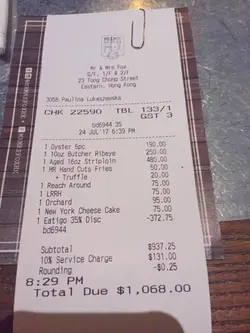 Mr & Mrs Fox
G/F, 1/F & 2/F
23 Tong Chong Street
Eastern, Hong Kong
3056 Paulina Lukaszewska
CHK 22590 TBL 133/1
GST 3
bd6944 35
24 JUL'17 6:39 PM
1 Oyster 6pc 190.00
1 10oz Butcher Ribeye 250.00
1 Aged 16oz Striploin 480.00
1 MR Hand Cuts Fries 50.00
+ Truffle 20.00
1 Reach Around 75.00
1 LRRH 75.00
1 Orchard 95.00
1 New York Cheese Cake 75.00
1 Eatigo 35% Disc -372.75
bd6944
Subtotal $937.25
10% Service Charge $131.00
Rounding -$0.25
8:29 PM
Total Due $1,068.00